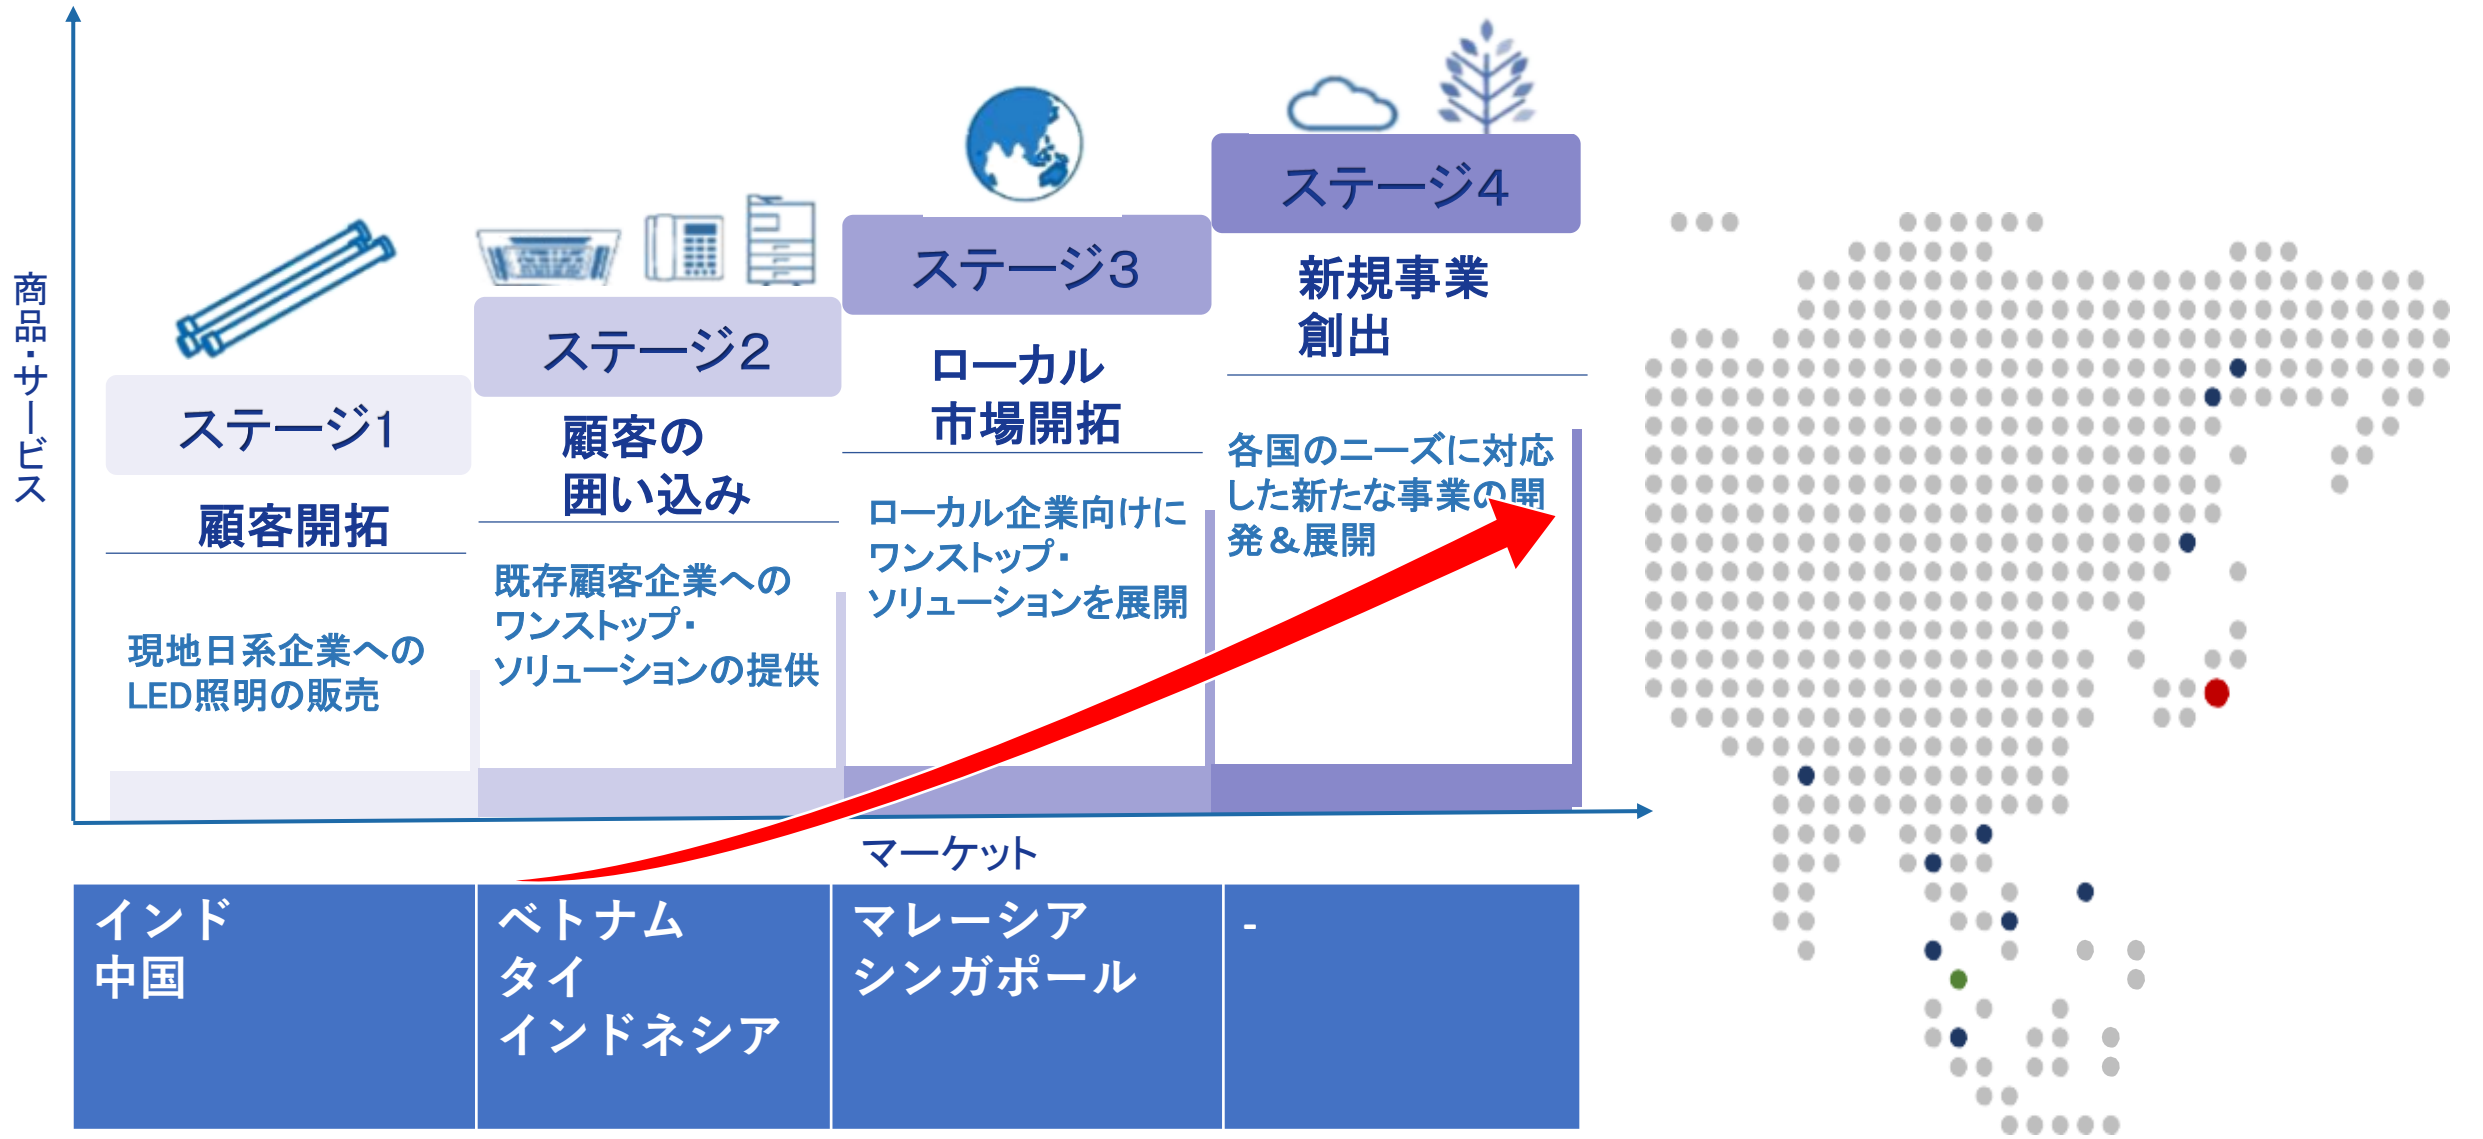 商品・サービス
ステージ1
顧客開拓
現地日系企業への
LED照明の販売
ステージ2
顧客の
囲い込み
既存顧客企業への
ワンストップ・
ソリューションの提供
ステージ3
ローカル
市場開拓
ローカル企業向けに
ワンストップ・
ソリューションを展開
ステージ4
新規事業
創出
各国のニーズに対応
した新たな事業の開
発＆展開
マーケット
インド
中国
ベトナム
タイ
インドネシア
マレーシア
シンガポール
-